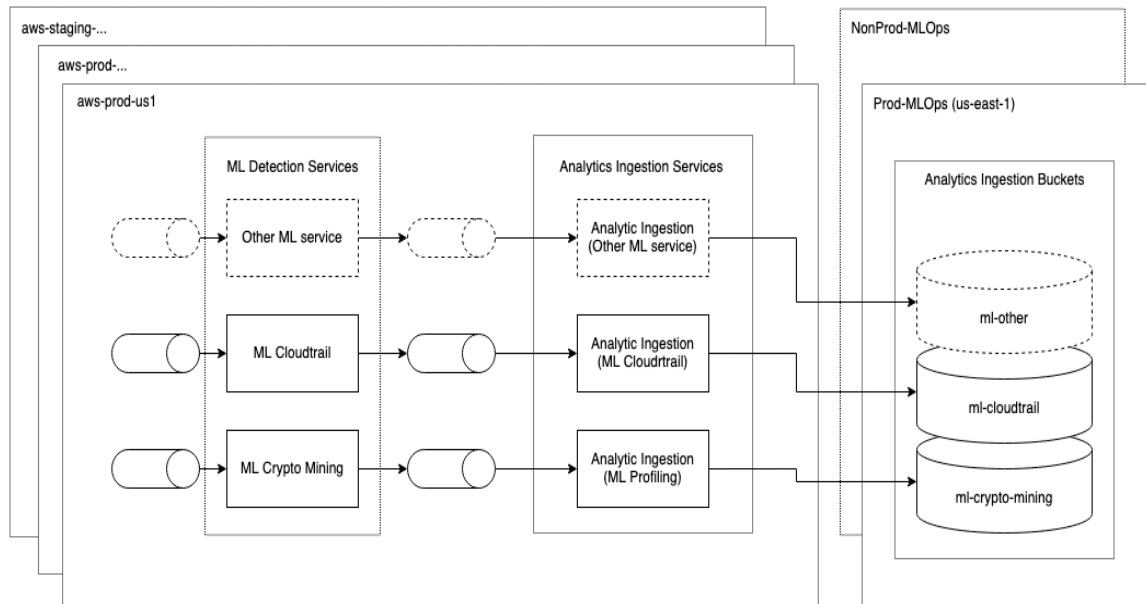 aws-staging-...
aws-prod-...
aws-prod-us1
ML Detection Services
Other ML service
ML Cloudtrail
ML Crypto Mining
Analytics Ingestion Services
Analytic Ingestion
(Other ML service)
Analytic Ingestion
(ML Cloudrtrail)
Analytic Ingestion
(ML Profiling)
NonProd-MLOps
Prod-MLOps (us-east-1)
Analytics Ingestion Buckets
ml-other
ml-cloudtrail
ml-crypto-mining